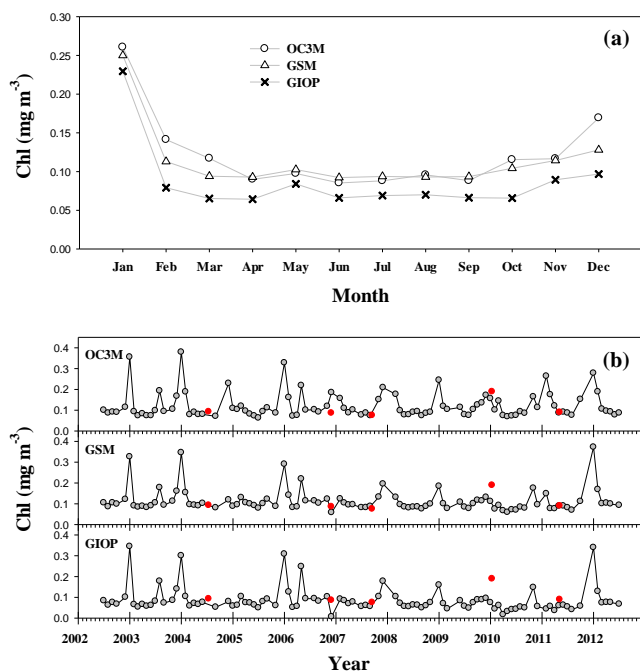 (a)
OC3M
GSM
GIOP
Chl (mg m-3)
0.30
0.25
0.20
0.15
0.10
0.05
0.00
Jan Feb Mar Apr May Jun Jul Aug Sep Oct Nov Dec
Month
(b)
Chl (mg m-3)
OC3M
0.4
0.3
0.2
0.1
0.0
GSM
0.4
0.3
0.2
0.1
0.0
GIOP
0.4
0.3
0.2
0.1
0.0
2002 2003 2004 2005 2006 2007 2008 2009 2010 2011 2012
Year